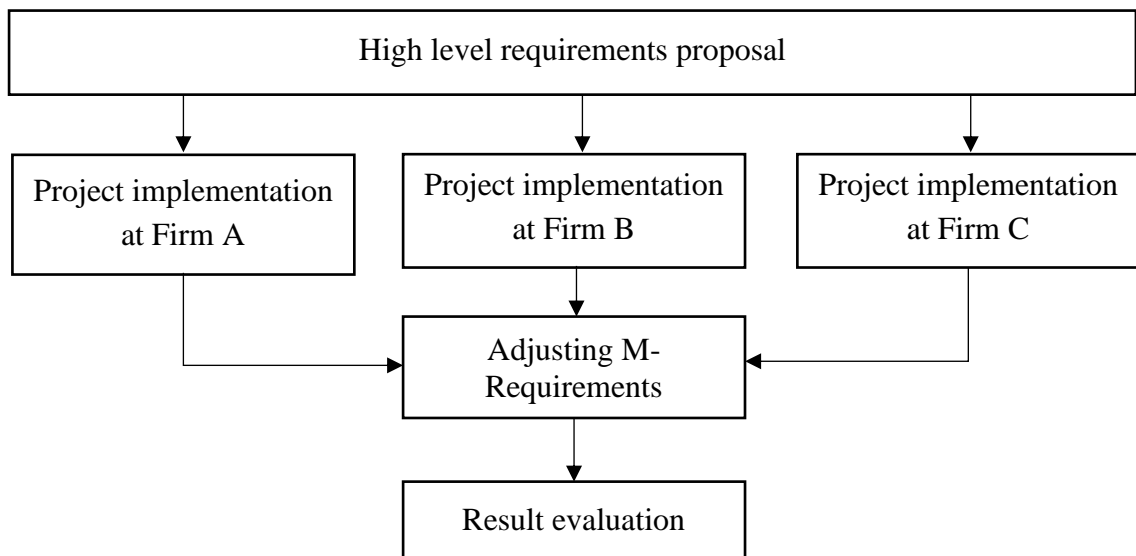 High level requirements proposal
Project implementation
at Firm A
Project implementation
at Firm B
Project implementation
at Firm C
Adjusting M-
Requirements
Result evaluation